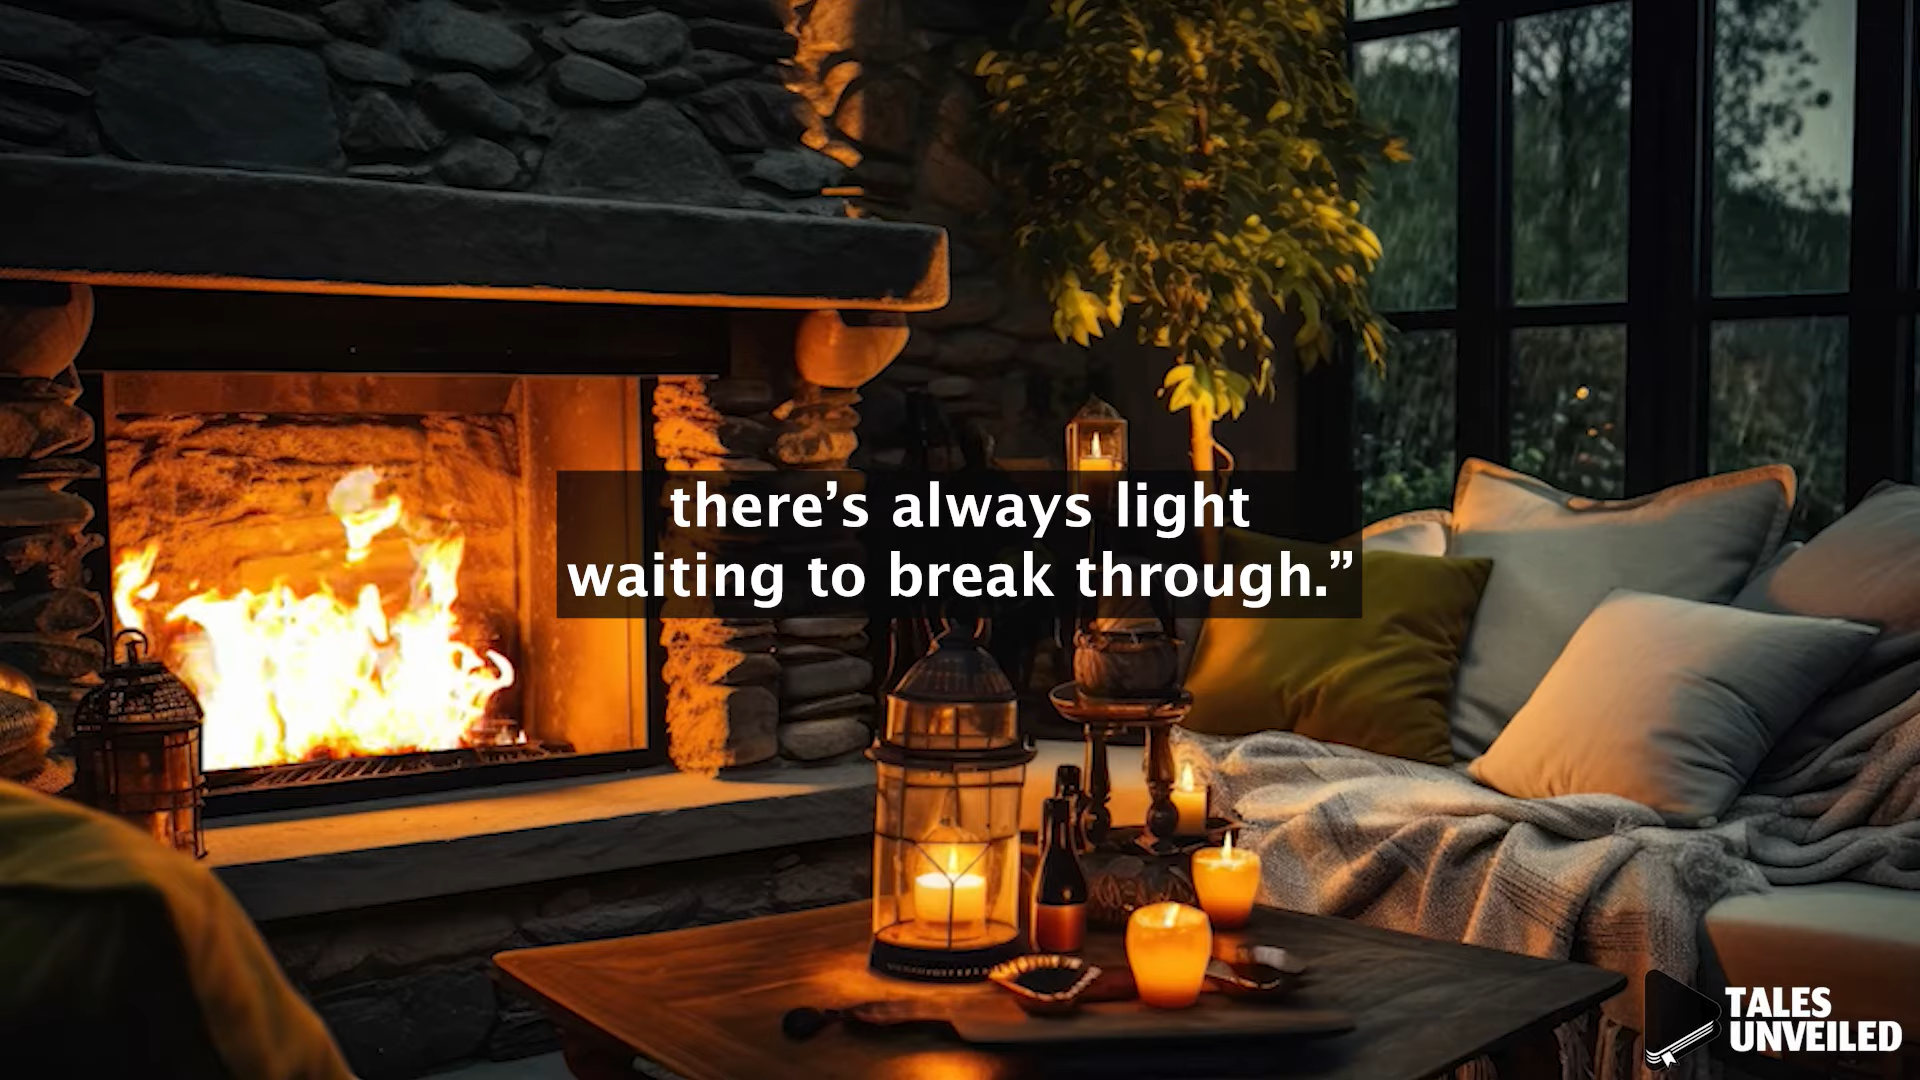 there’s always light
waiting to break through.”
TALES
UNVEILED